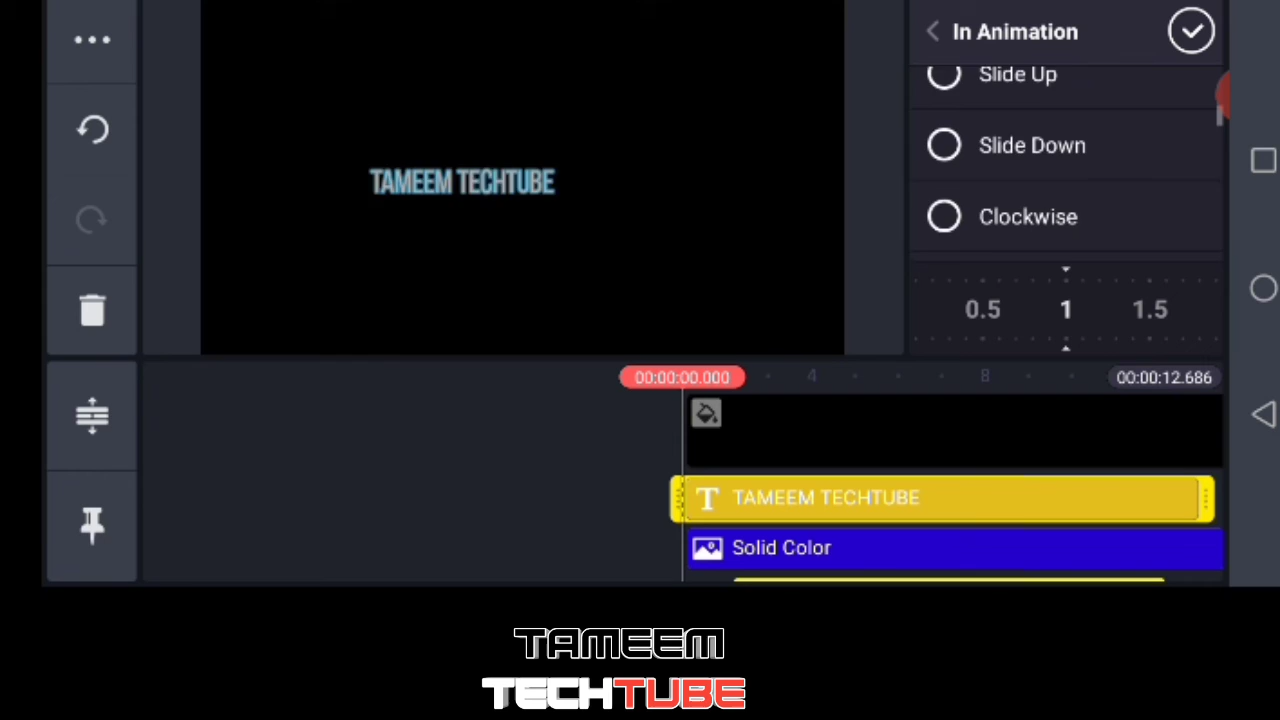 In Animation
Slide Up
Slide Down
Clockwise
0.5 1 1.5
TAMEEM TECHTUBE
00:00:00.000 4 8 00:00:12.686
T TAMEEM TECHTUBE
Solid Color
TAMEEM
TECHTUBE